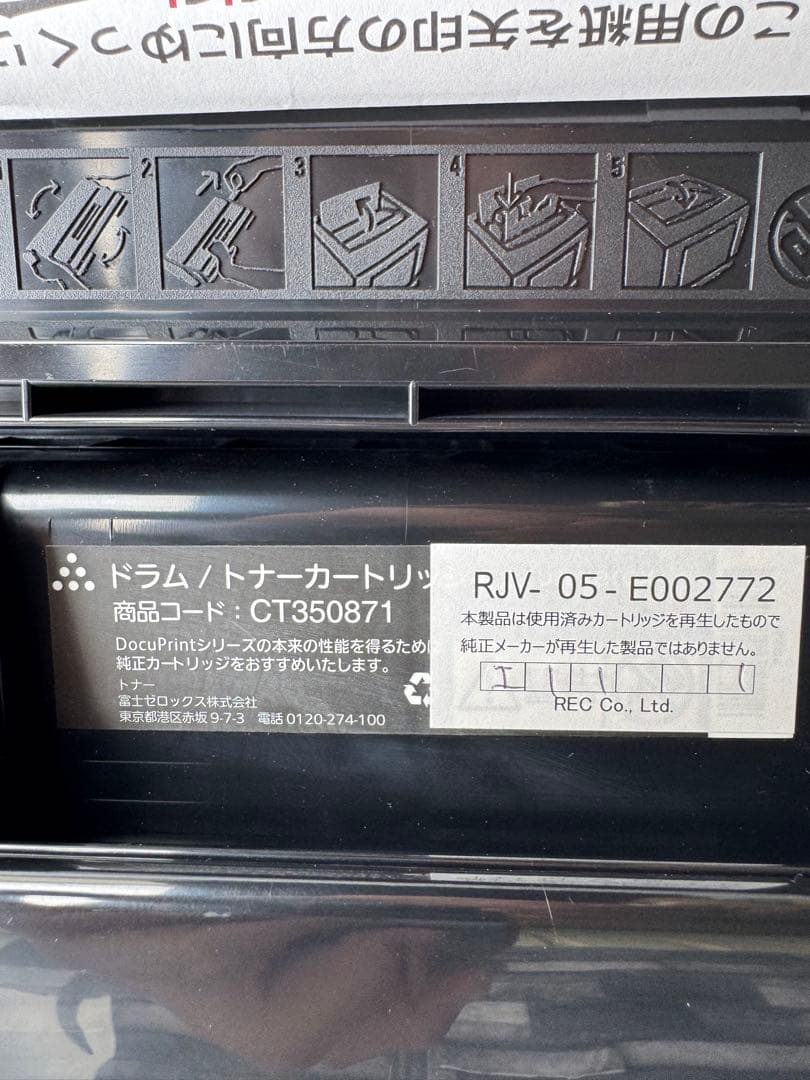 この用紙を矢印の方向にゆっくり
2
3
4
5
ドラム / トナーカートリッ
商品コード : CT350871
DocuPrintシリーズの本来の性能を得るために
純正カートリッジをおすすめいたします。
トナー
富士ゼロックス株式会社
東京都港区赤坂 9-7-3 電話 0120-274-100
RJV- 05 - E002772
本製品は使用済みカートリッジを再生したもので
純正メーカーが再生した製品ではありません。
REC Co., Ltd.